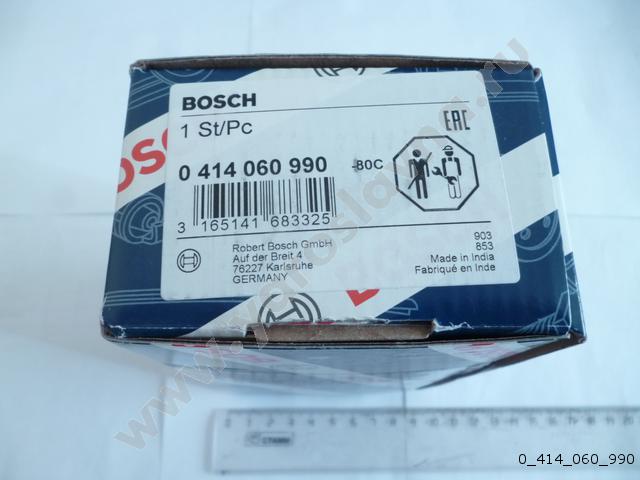 BOSCH
1 St/Pc
EAC
0 414 060 990 -80C
3 165141 683325
Robert Bosch GmbH
Auf der Breit 4
76227 Karlsruhe
GERMANY
903
853
Made in India
Fabriqué en Inde
0_414_060_990